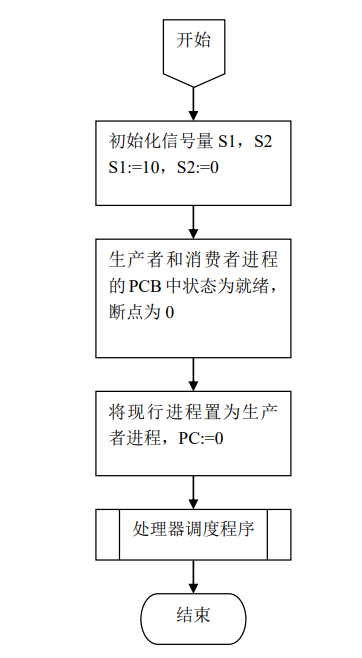 开始
初始化信号量 S1，S2
S1:=10，S2:=0
生产者和消费者进程
的 PCB 中状态为就绪，
断点为 0
将现行进程置为生产
者进程，PC:=0
处理器调度程序
结束